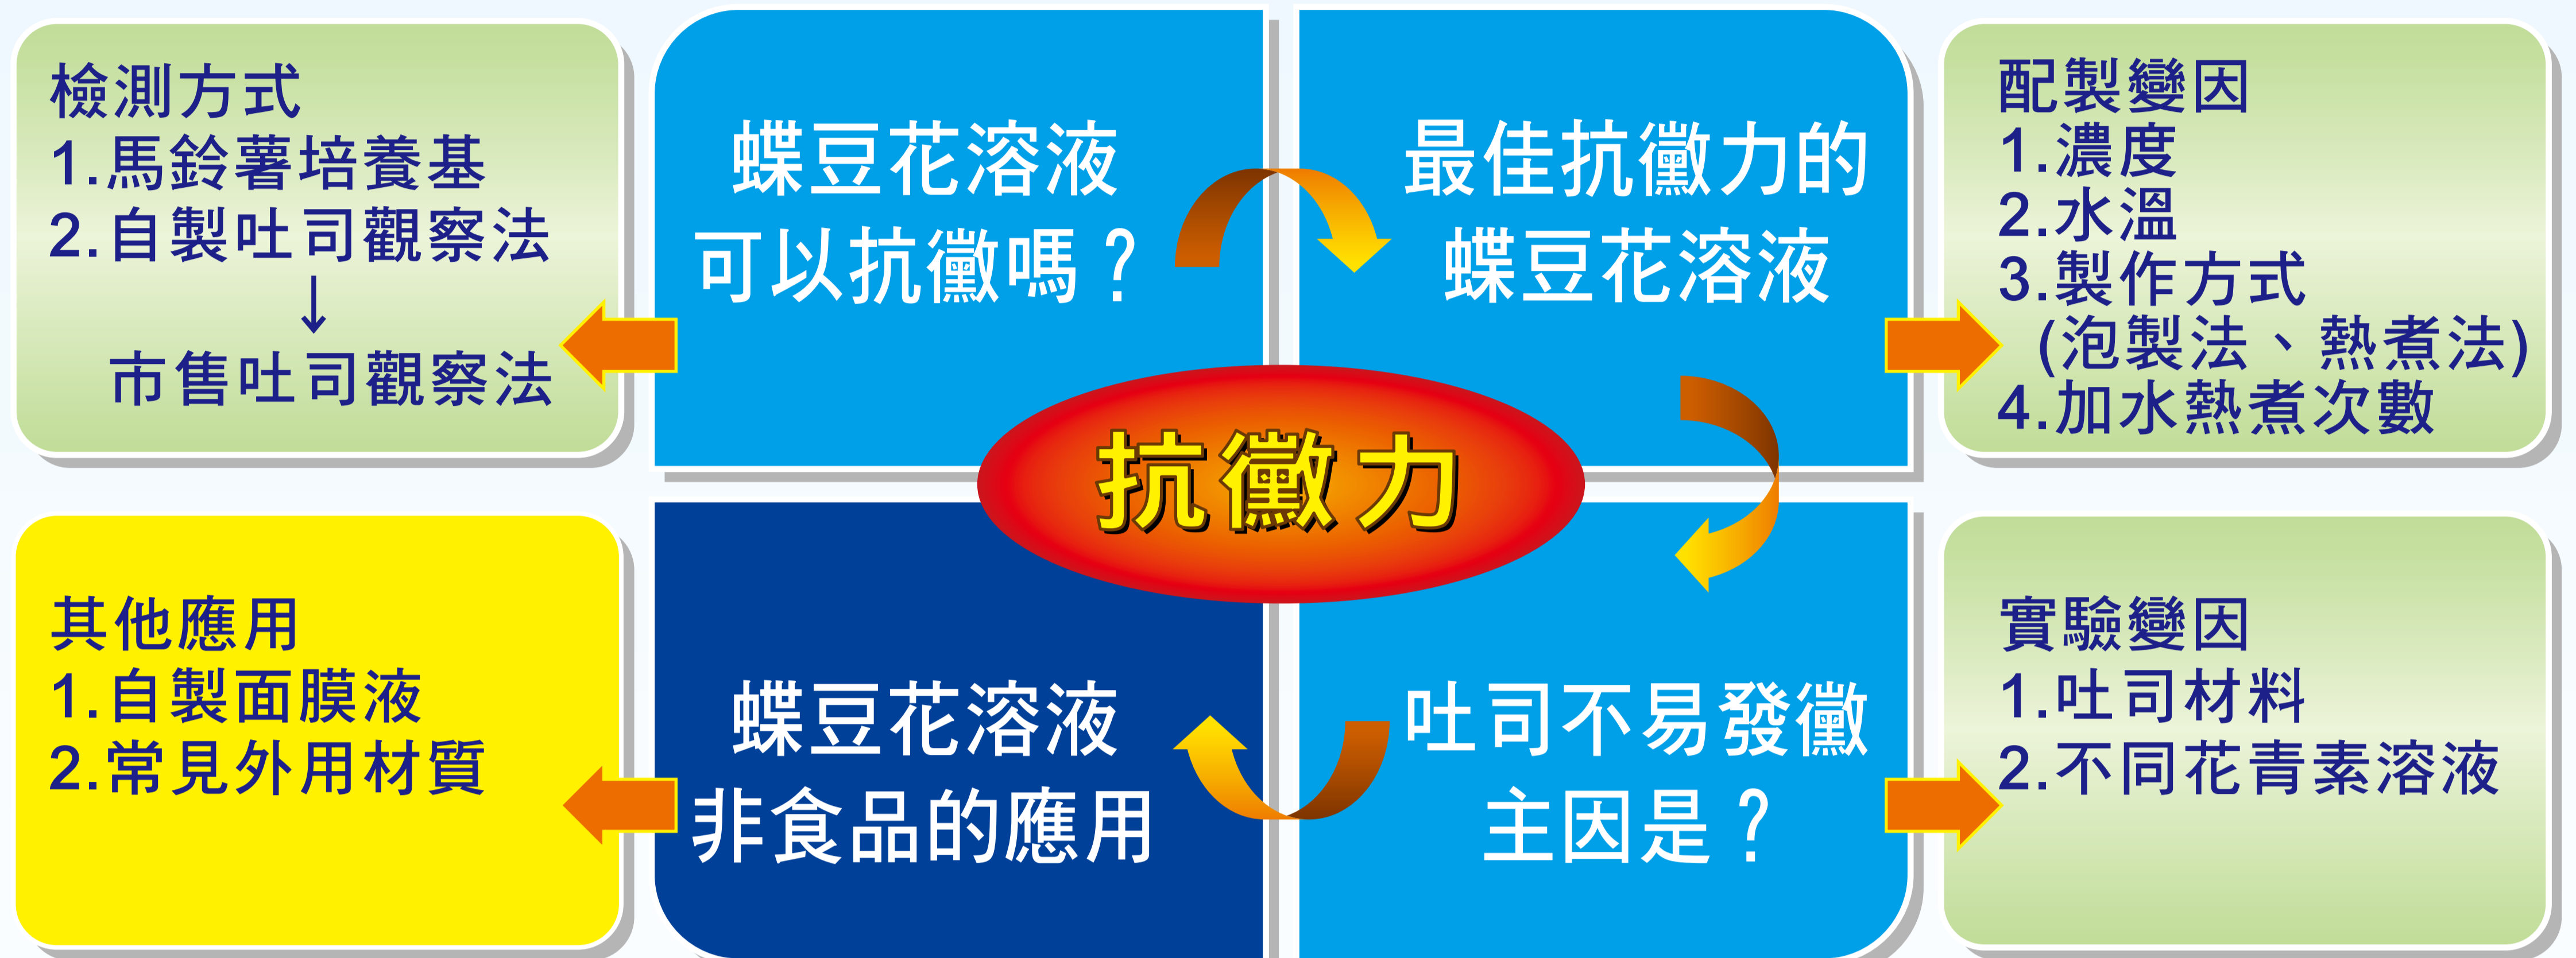 檢測方式
1.馬鈴薯培養基
2.自製吐司觀察法
↓
市售吐司觀察法
蝶豆花溶液
可以抗黴嗎？
最佳抗黴力的
蝶豆花溶液
配製變因
1.濃度
2.水溫
3.製作方式
(泡製法、熱煮法)
4.加水熱煮次數
抗黴力
其他應用
1.自製面膜液
2.常見外用材質
蝶豆花溶液
非食品的應用
吐司不易發黴
主因是？
實驗變因
1.吐司材料
2.不同花青素溶液